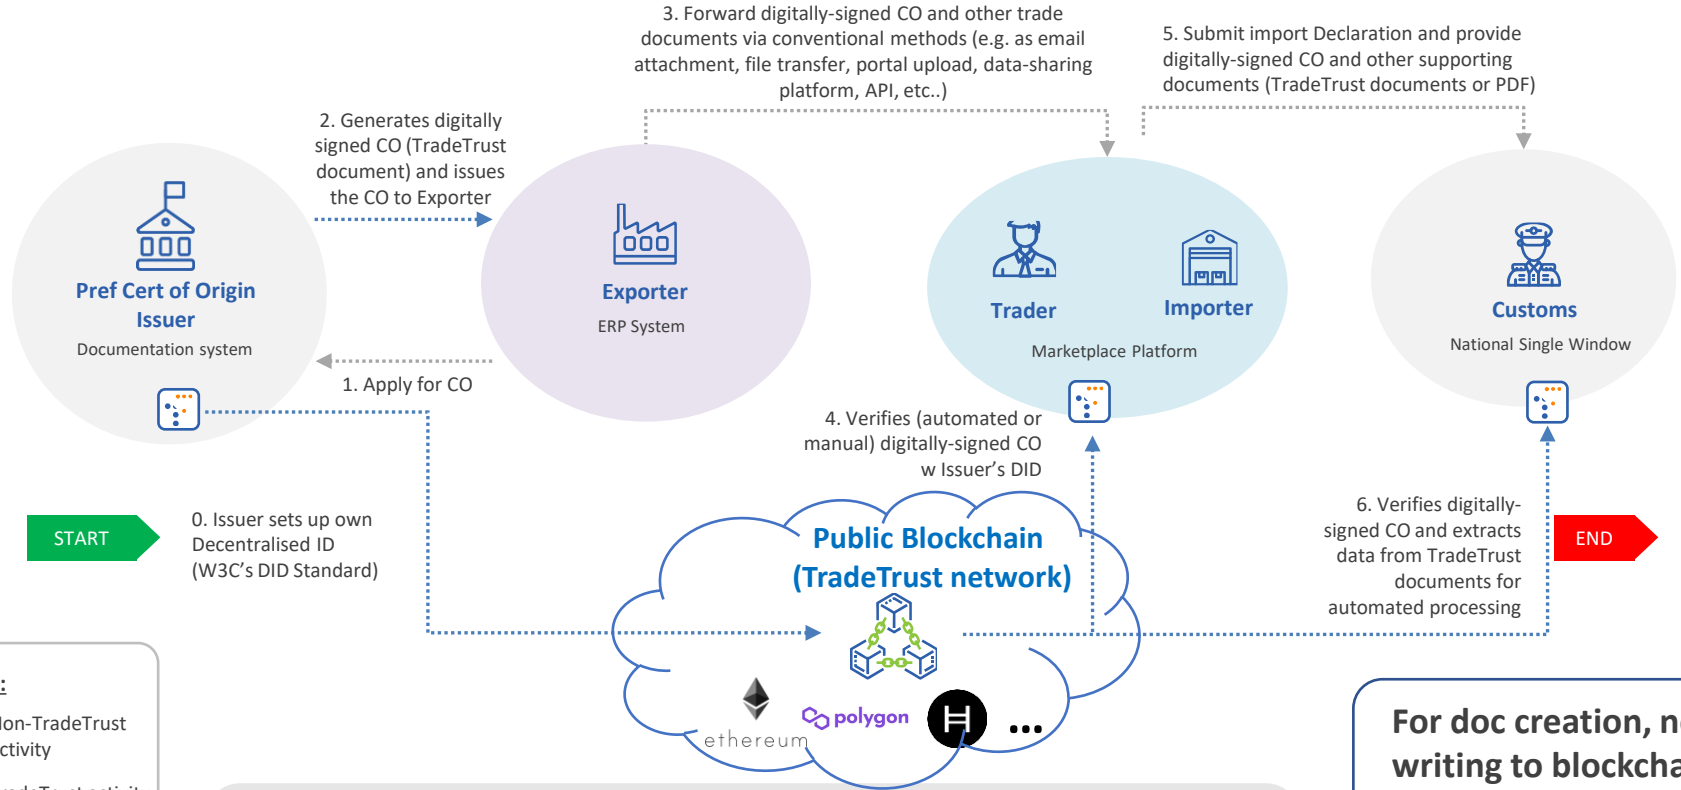 3. Forward digitally-signed CO and other trade
documents via conventional methods (e.g. as email
attachment, file transfer, portal upload, data-sharing
platform, API, etc..)
5. Submit import Declaration and provide
digitally-signed CO and other supporting
documents (TradeTrust documents or PDF)
2. Generates digitally
signed CO (TradeTrust
document) and issues
the CO to Exporter
Pref Cert of Origin
Issuer
Documentation system
Exporter
ERP System
Trader
Importer
Marketplace Platform
Customs
National Single Window
1. Apply for CO
4. Verifies (automated or
manual) digitally-signed CO
w Issuer's DID
START
0. Issuer sets up own
Decentralised ID
(W3C's DID Standard)
Public Blockchain
(TradeTrust network)
6. Verifies digitally-
signed CO and extracts
data from TradeTrust
documents for
automated processing
END
ethereum
polygon
...
:
on-TradeTrust
ctivity
For doc creation, n
writing to blockcha